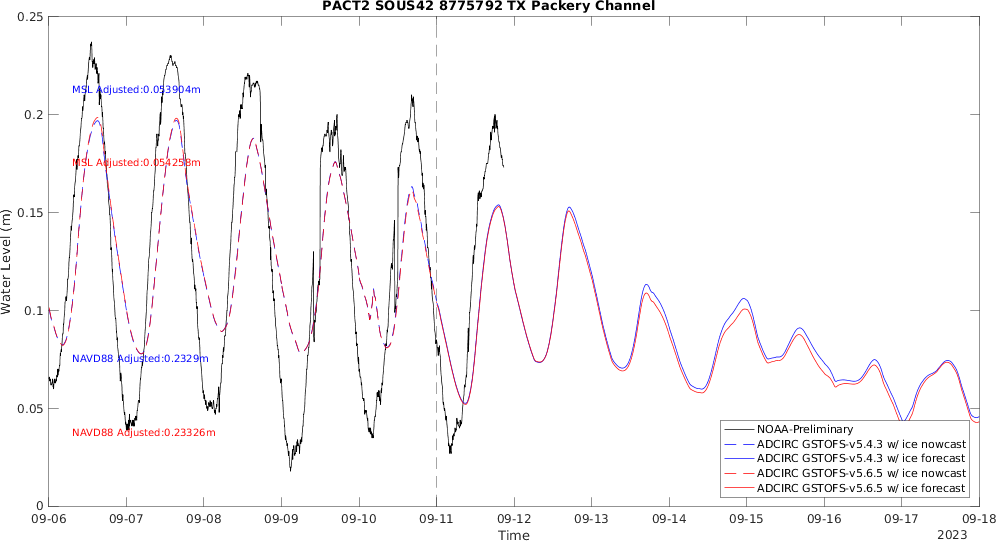 PACT2 SOUS42 8775792 TX Packery Channel
0.25
0.2
0.15
0.1
0.05
0
Water Level (m)
MSL Adjusted:0.053904m
MSL Adjusted:0.054258m
NAVD88 Adjusted:0.2329m
NAVD88 Adjusted:0.23326m
NOAA-Preliminary
ADCIRC GSTOFS-v5.4.3 w/ ice nowcast
ADCIRC GSTOFS-v5.4.3 w/ ice forecast
ADCIRC GSTOFS-v5.6.5 w/ ice nowcast
ADCIRC GSTOFS-v5.6.5 w/ ice forecast
09-06 09-07 09-08 09-09 09-10 09-11 09-12 09-13 09-14 09-15 09-16 09-17 09-18
Time
2023